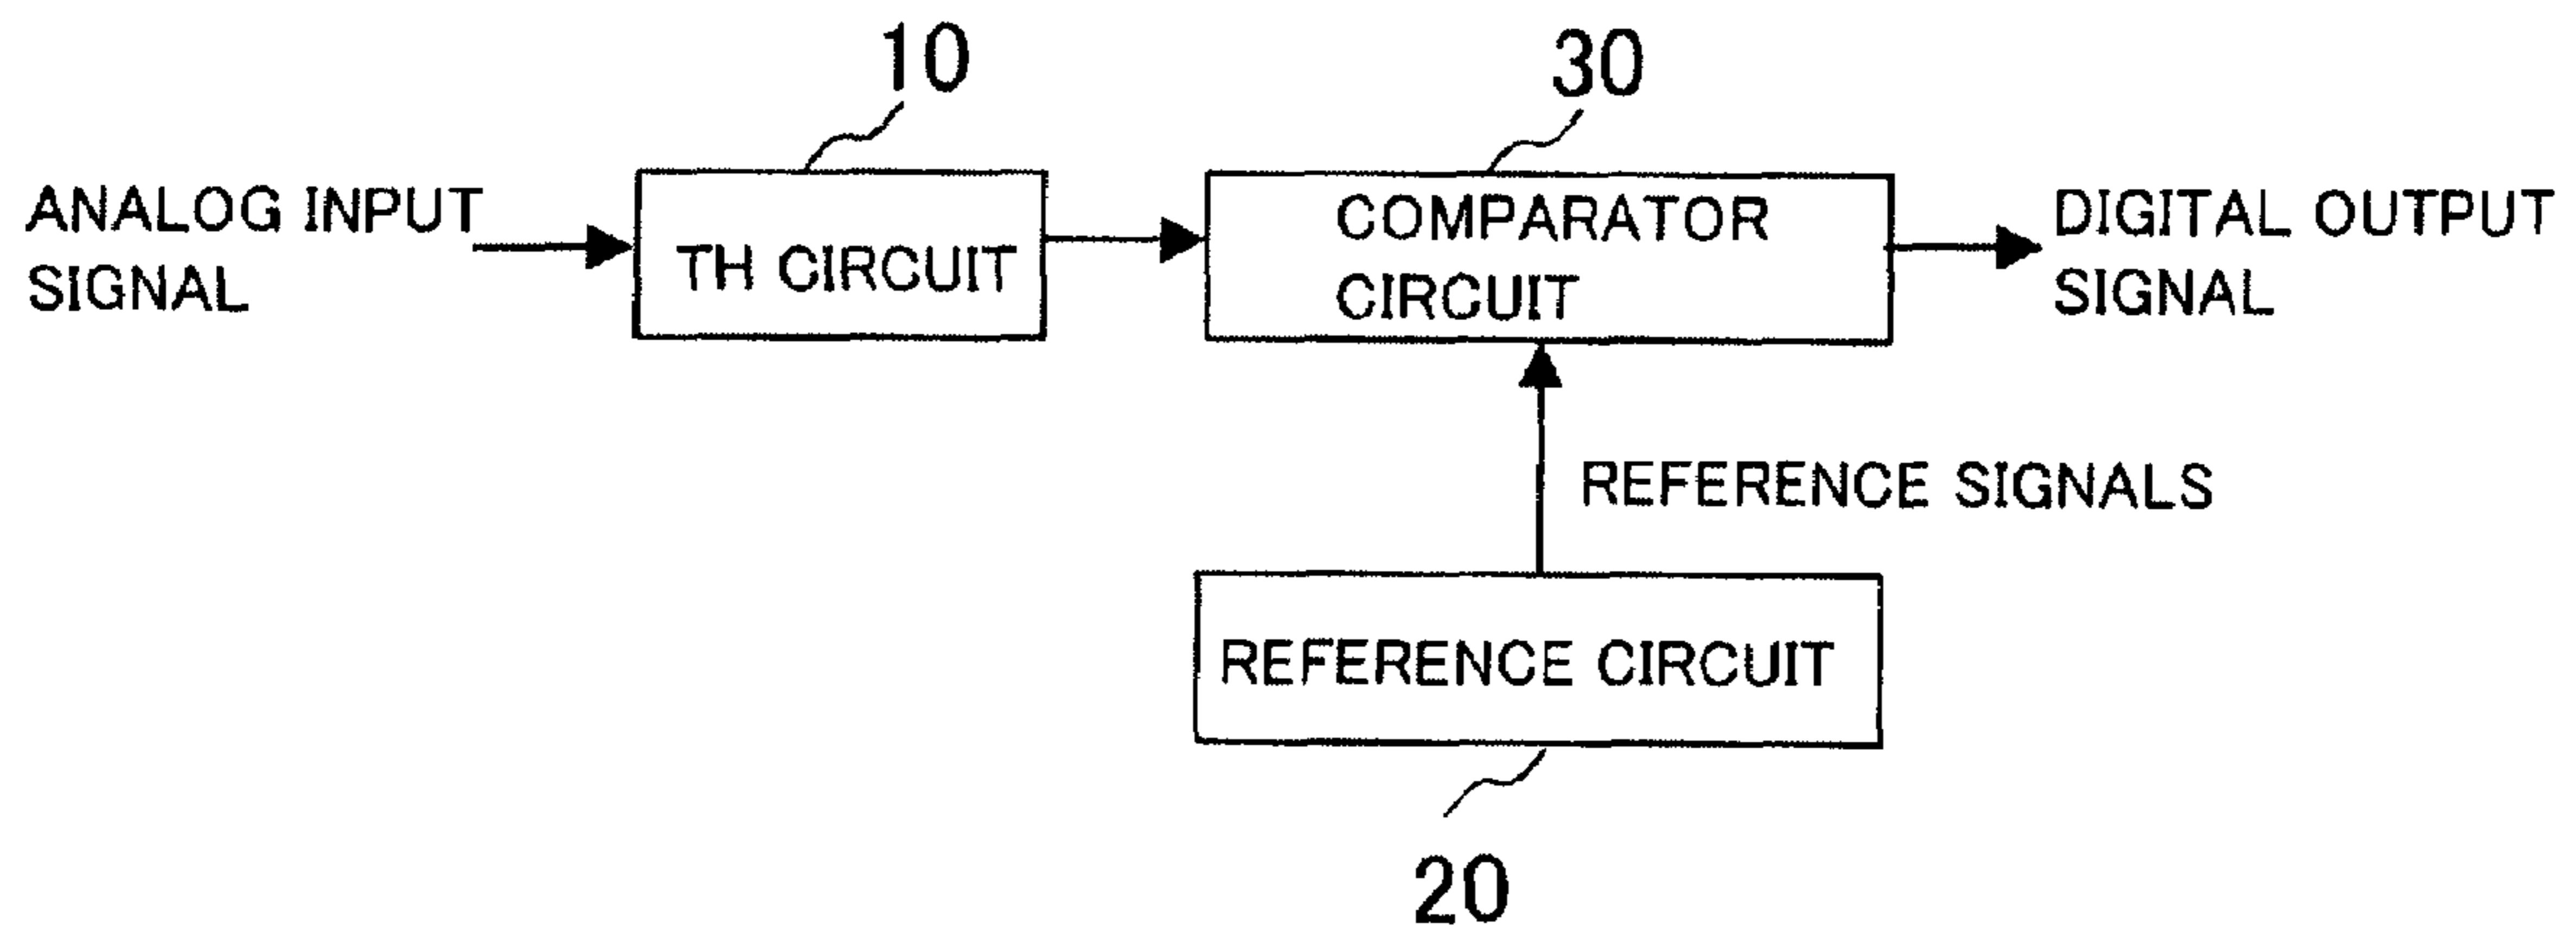 10
30
ANALOG INPUT
SIGNAL
TH CIRCUIT
COMPARATOR
CIRCUIT
DIGITAL OUTPUT
SIGNAL
REFERENCE SIGNALS
REFERENCE CIRCUIT
20